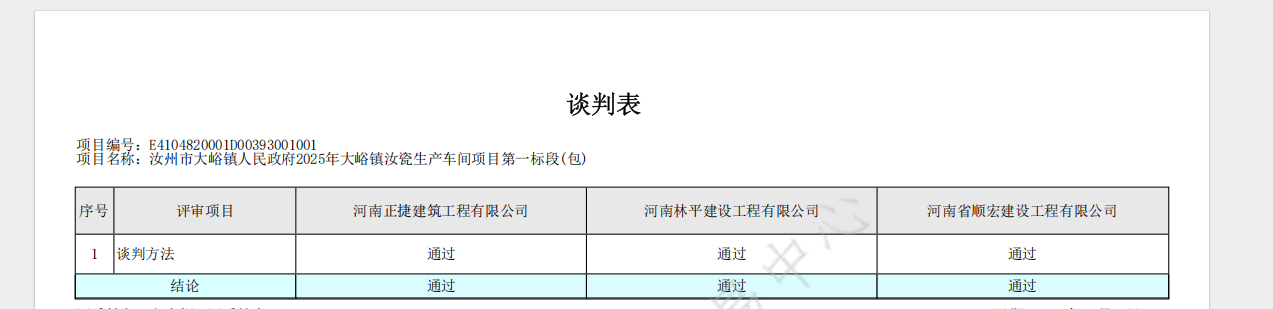 谈判表
项目编号：E4104820001D00393001001
项目名称：汝州市大峪镇人民政府2025年大峪镇汝瓷生产车间项目第一标段(包)
序号 评审项目 河南正捷建筑工程有限公司 河南林平建设工程有限公司 河南省顺宏建设工程有限公司
1 谈判方法 通过 通过 通过
结论 通过 通过 通过
中心